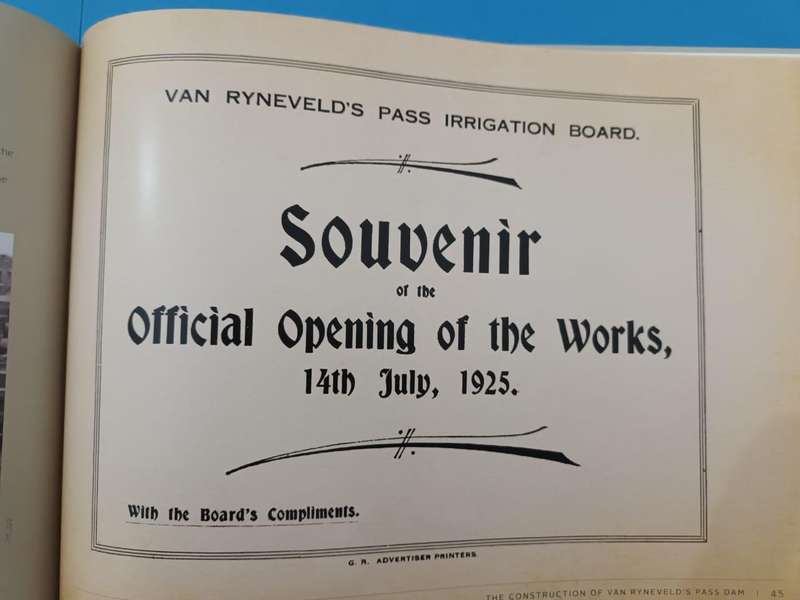 VAN RYNEVELD'S PASS IRRIGATION BOARD.
Souvenir
of the
Official Opening of the Works,
14th July, 1925.
With the Board's Compliments.
G. R. ADVERTISER PRINTERS
THE CONSTRUCTION OF VAN RYNEVELD'S PASS DAM | 45